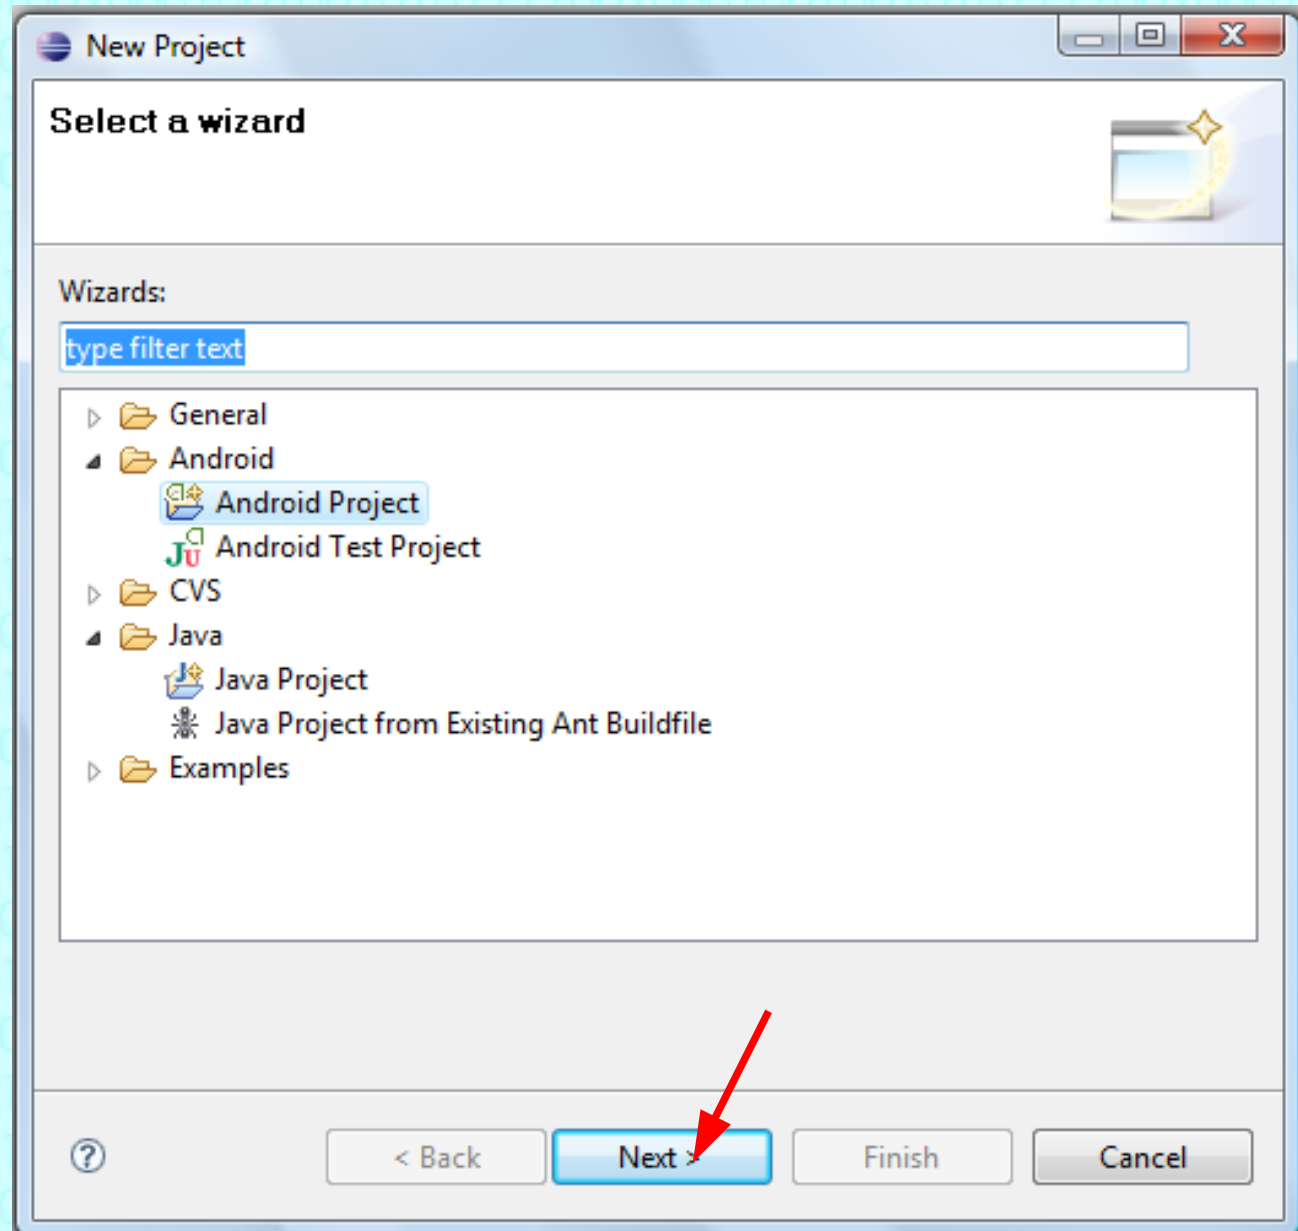 New Project
Select a wizard
Wizards:
type filter text
General
Android
Android Project
Android Test Project
CVS
Java
Java Project
Java Project from Existing Ant Buildfile
Examples
< Back Next > Finish Cancel